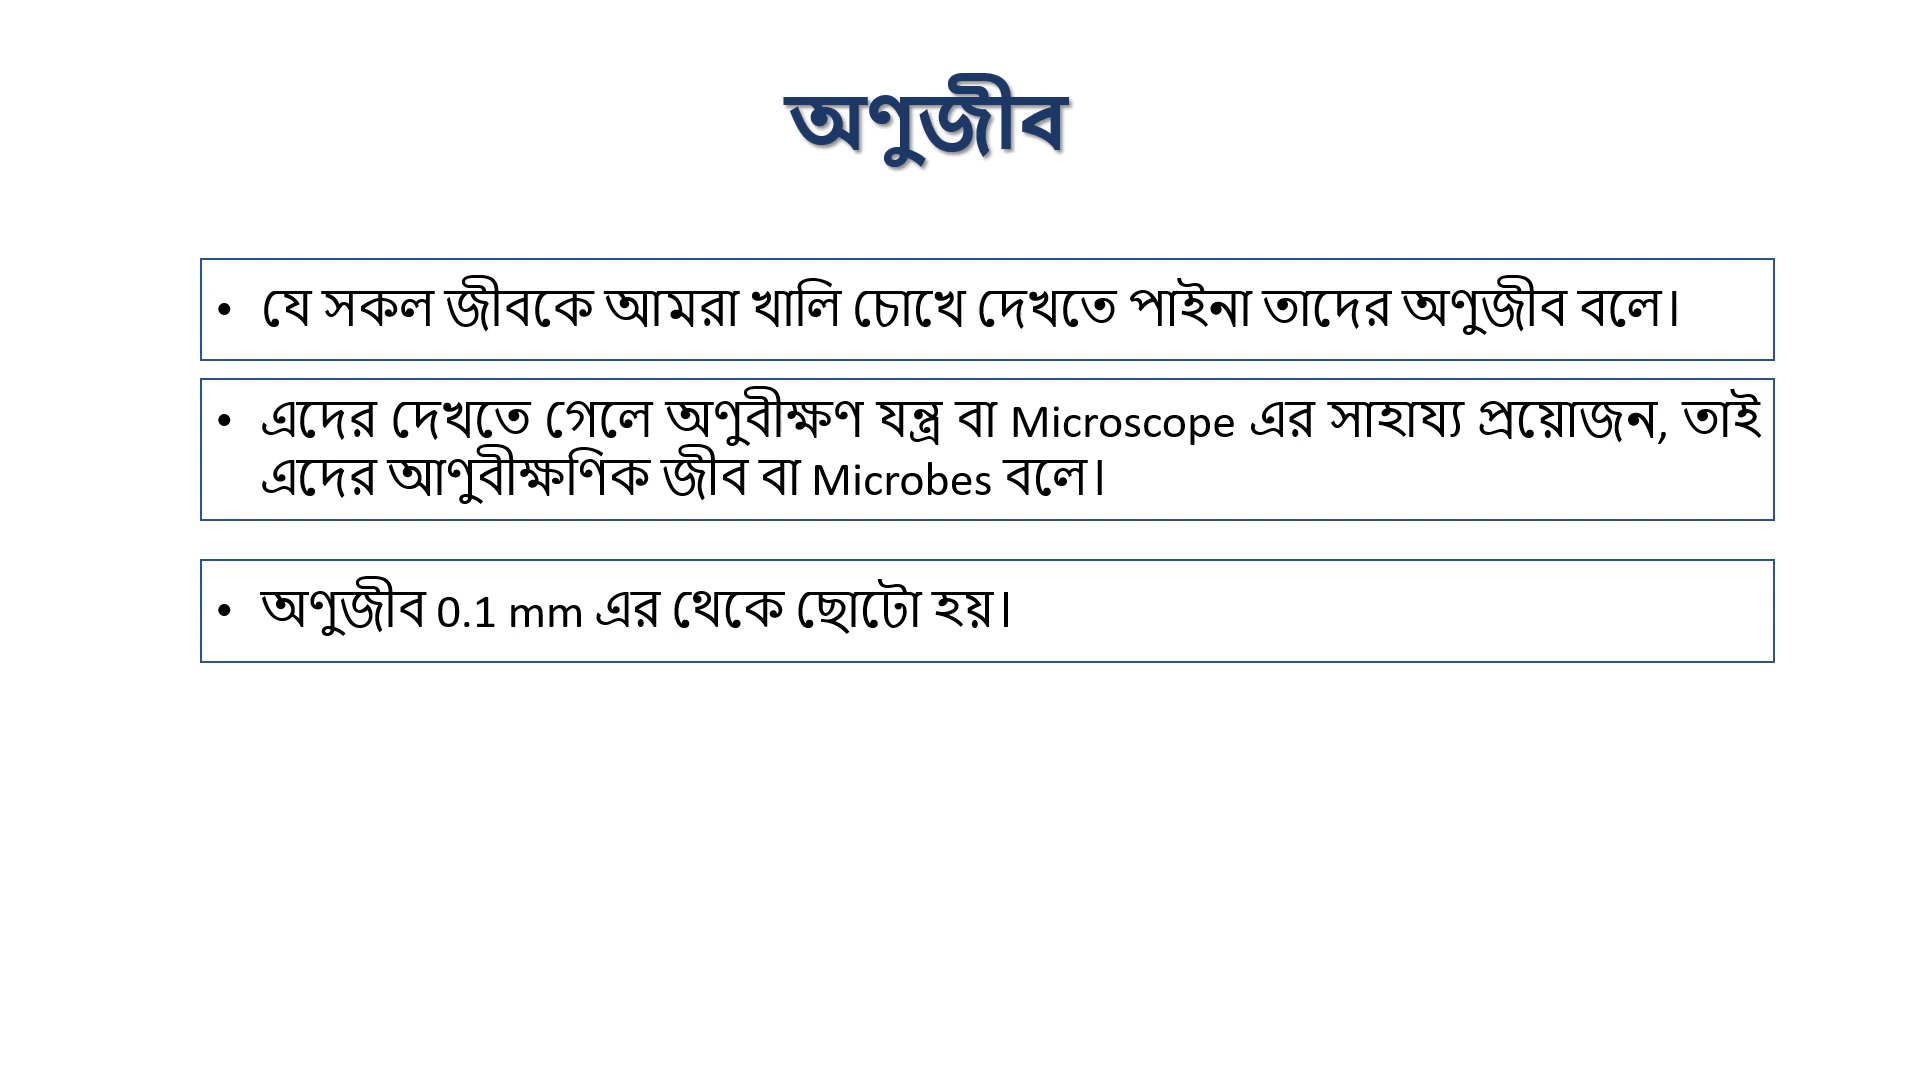 অণুজীব
• যে সকল জীবকে আমরা খালি চোখে দেখতে পাইনা তাদের অণুজীব বলে।
• এদের দেখতে গেলে অণুবীক্ষণ যন্ত্র বা Microscope এর সাহায্য প্রয়োজন, তাই
এদের আণুবীক্ষণিক জীব বা Microbes বলে।
• অণুজীব 0.1 mm এর থেকে ছোটো হয়।